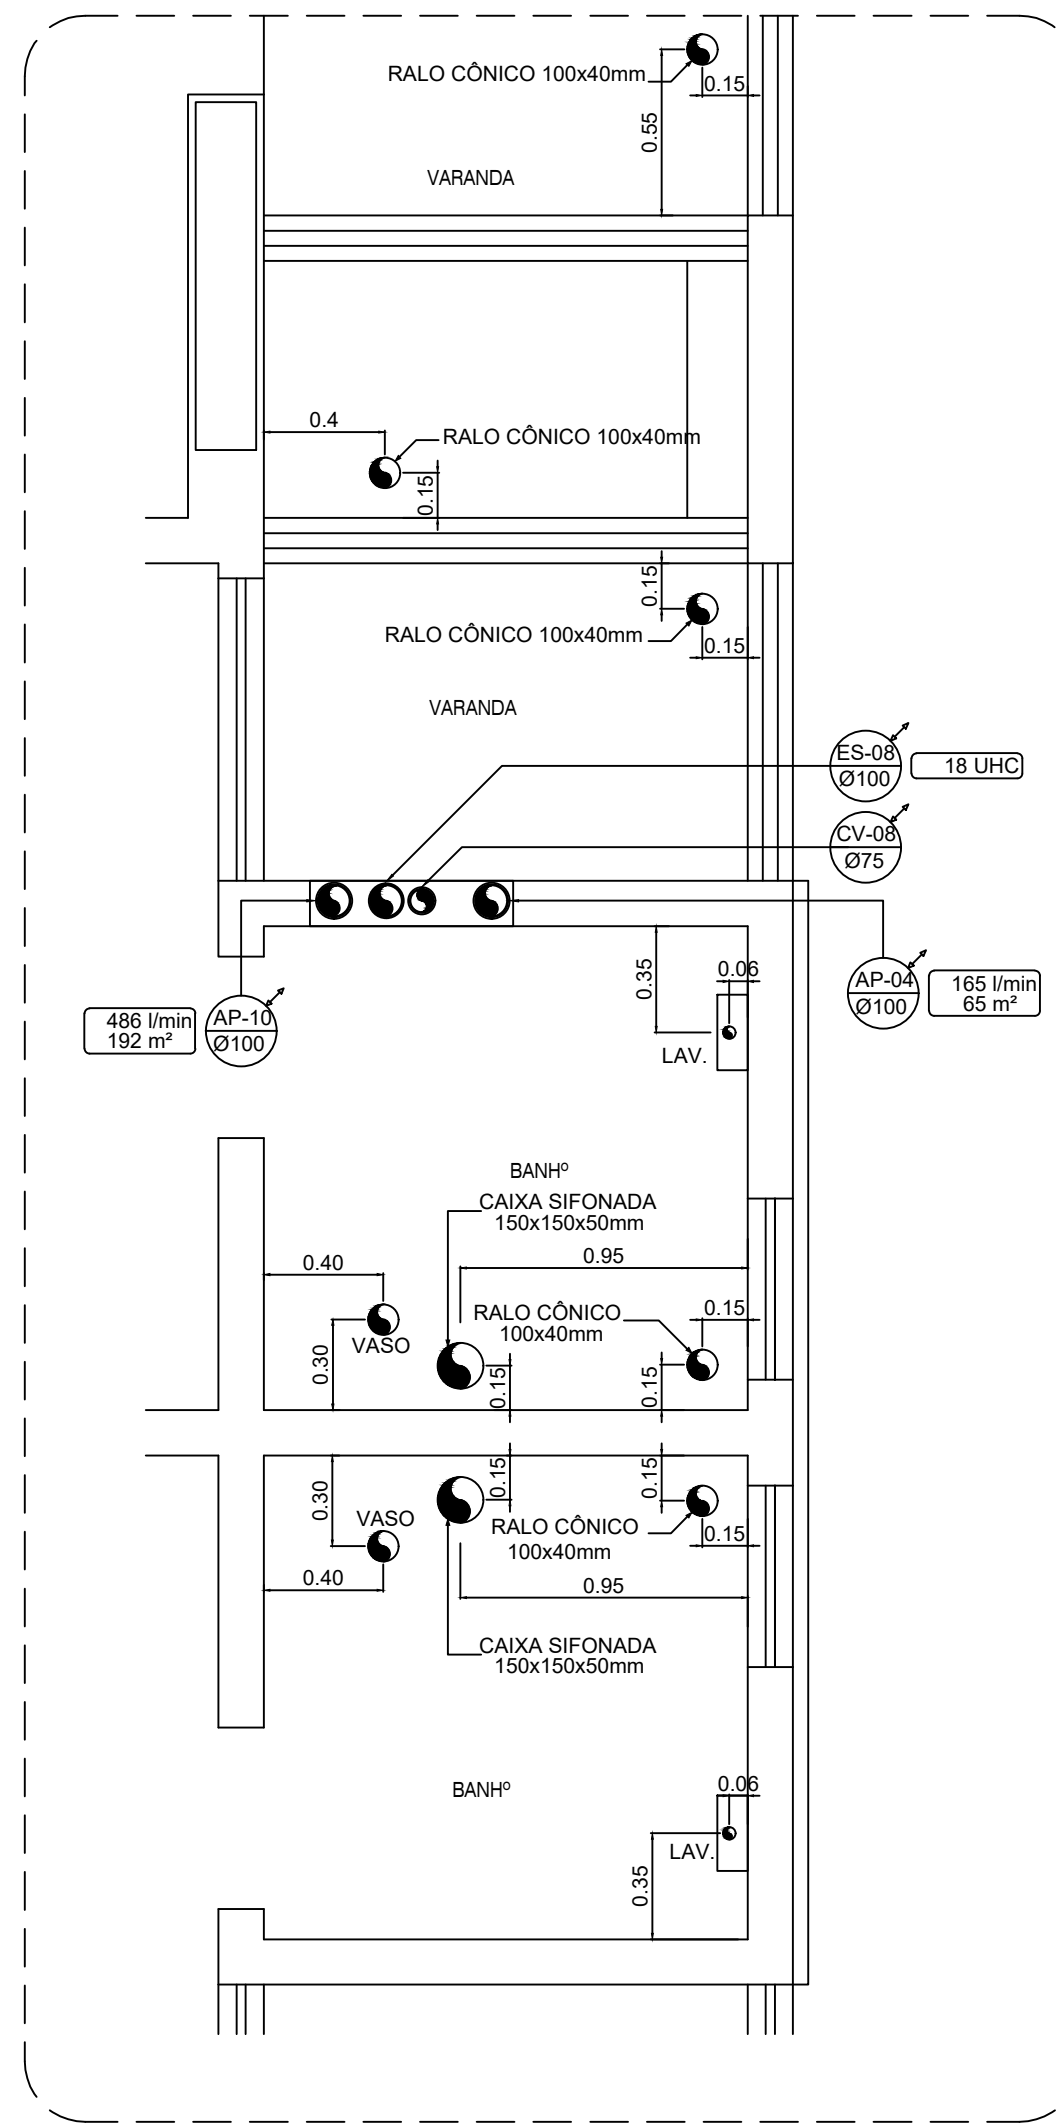 RALO CÔNICO 100x40mm
0.15
0.55
VARANDA
0.4
RALO CÔNICO 100x40mm
0.15
0.15
RALO CÔNICO 100x40mm
0.15
VARANDA
ES-08
Ø100
18 UHC
CV-08
Ø75
0.35
0.06
AP-04
Ø100
165 l/min
65 m²
486 l/min
192 m²
AP-10
Ø100
LAV.
BANHº
CAIXA SIFONADA
150x150x50mm
0.95
0.40
RALO CÔNICO
100x40mm
0.15
VASO
0.30
0.15
0.15
0.15
0.15
0.30
VASO
RALO CÔNICO
100x40mm
0.15
0.40
0.95
CAIXA SIFONADA
150x150x50mm
BANHº
0.06
LAV.
0.35